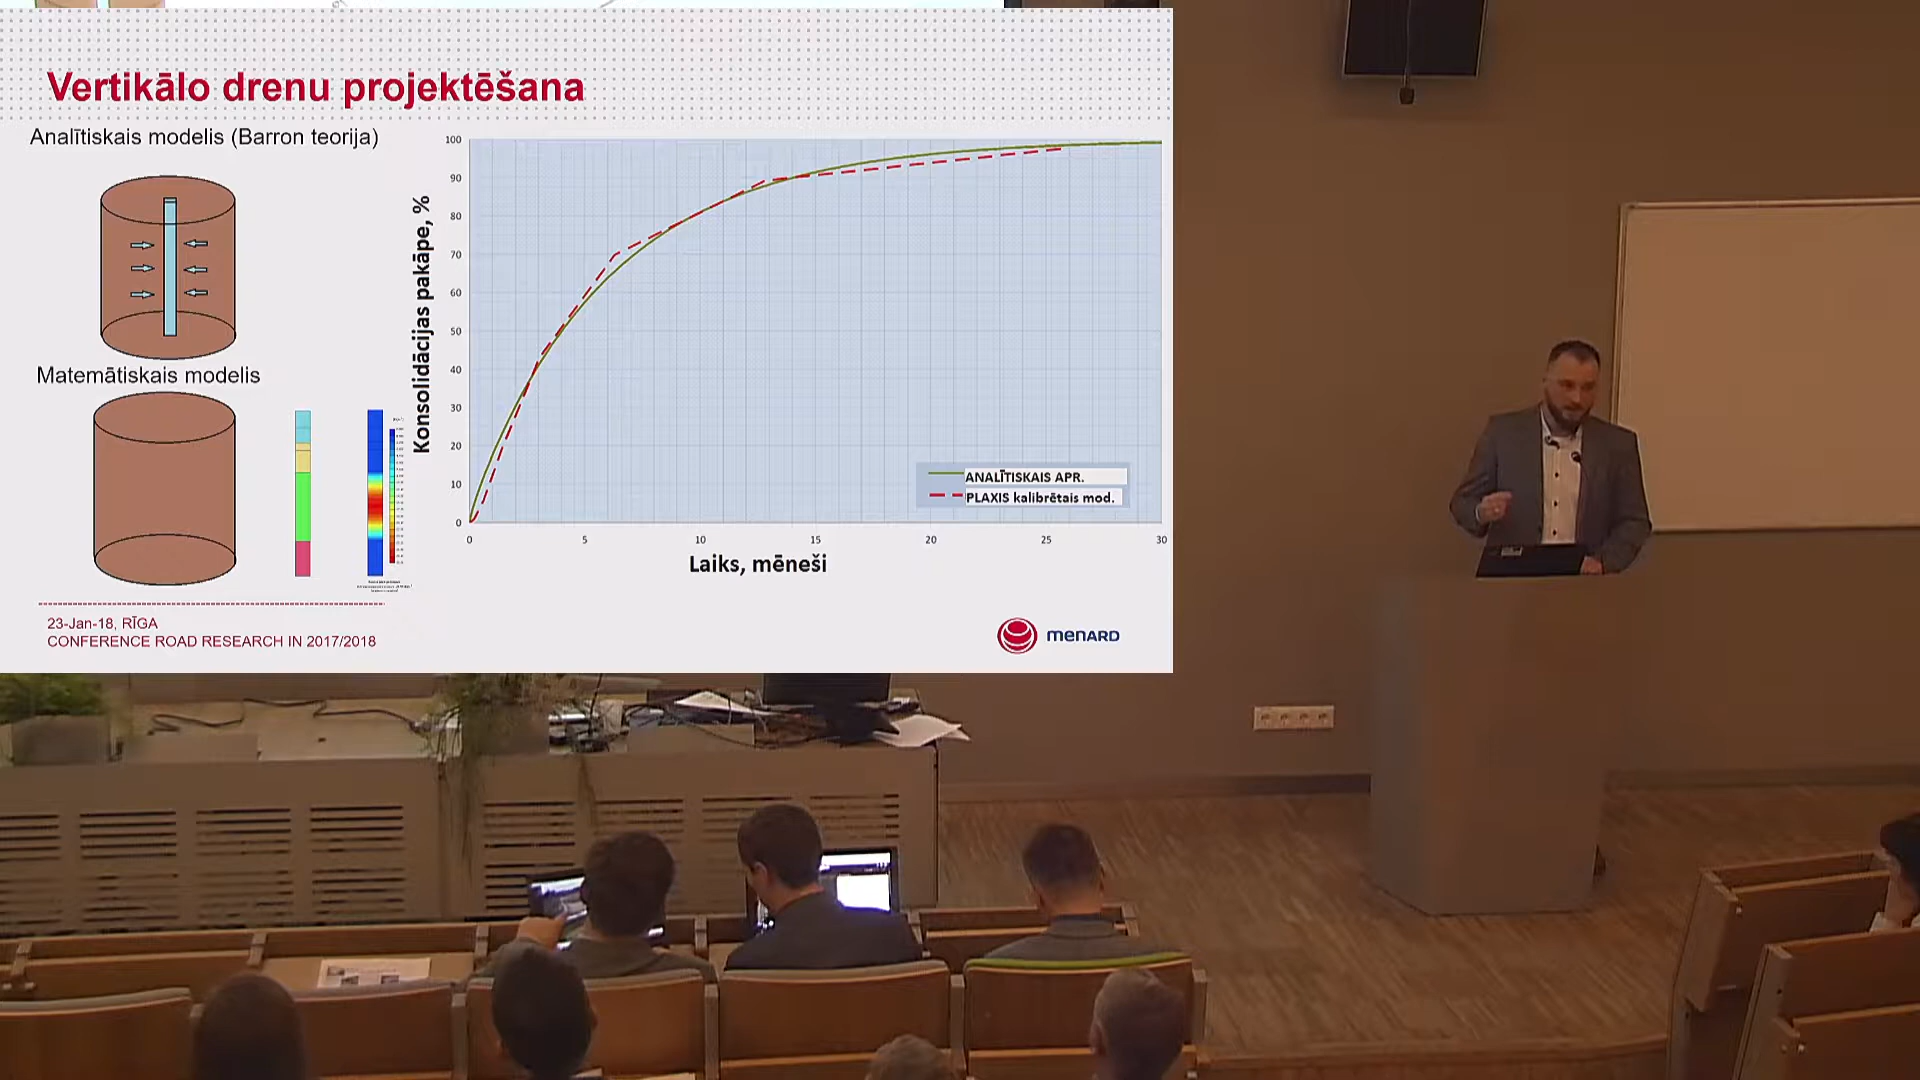 Vertikālo drenu projektēšana
Analītiskais modelis (Barron teorija)
Matemātiskais modelis
Konsolidācijas pakāpe, %
100
90
80
70
60
50
40
30
20
10
0
0 5 10 15 20 25 30
Laiks, mēneši
ANALĪTISKAIS APR.
PLAXIS kalibrētais mod.
23-Jan-18, RĪGA
CONFERENCE ROAD RESEARCH IN 2017/2018
menard